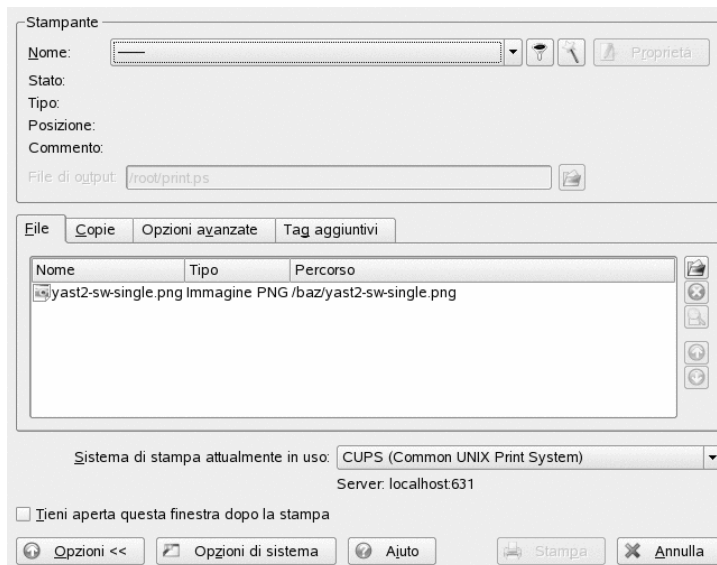 Stampante
Nome:
Proprietà
Stato:
Tipo:
Posizione:
Commento:
File di output: /root/print.ps
File Copie Opzioni avanzate Tag aggiuntivi
Nome Tipo Percorso
yast2-sw-single.png Immagine PNG /baz/yast2-sw-single.png
Sistema di stampa attualmente in uso: CUPS (Common UNIX Print System)
Server: localhost:631
Tieni aperta questa finestra dopo la stampa
Opzioni << Opzioni di sistema Aiuto Stampa Annulla